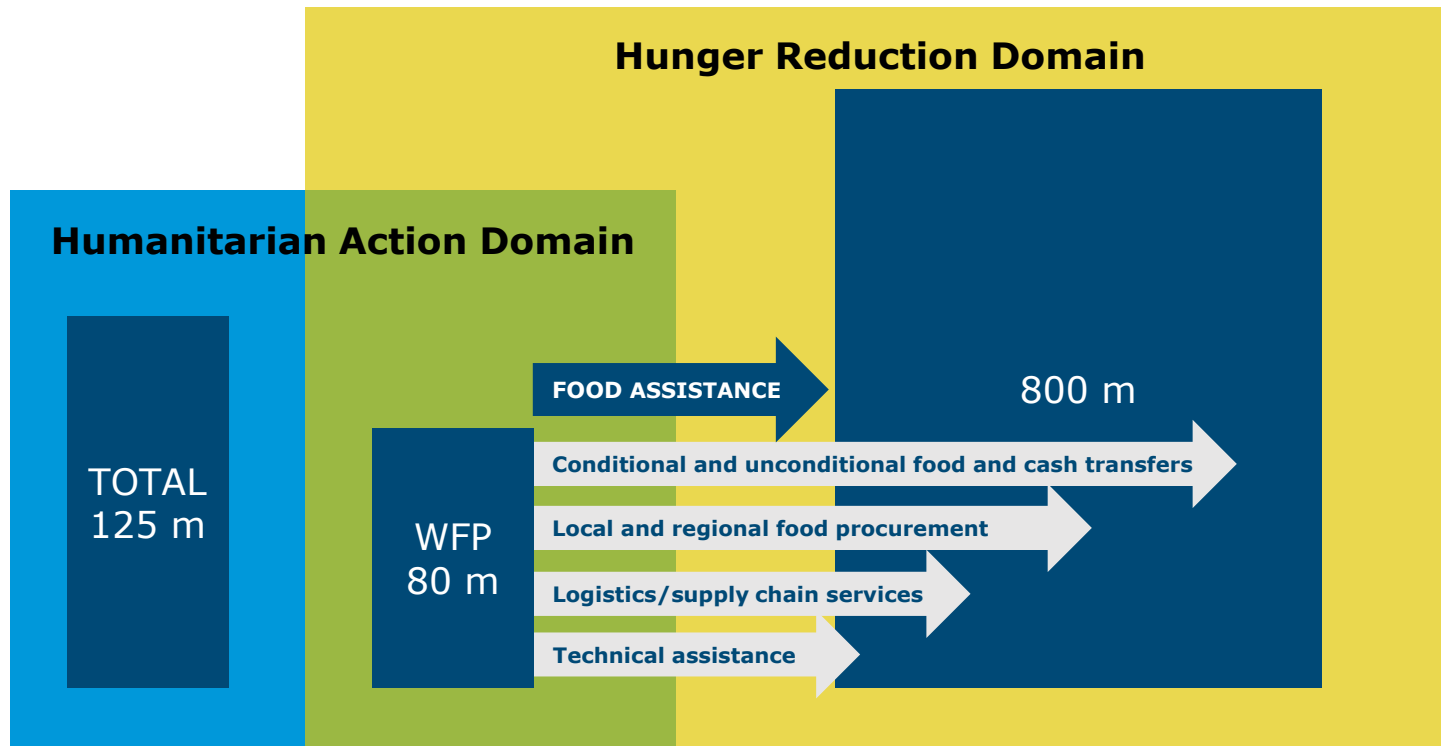 Hunger Reduction Domain
Humanitarian Action Domain
TOTAL
125 m
WFP
80 m
FOOD ASSISTANCE
800 m
Conditional and unconditional food and cash transfers
Local and regional food procurement
Logistics/supply chain services
Technical assistance